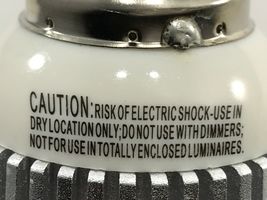 CAUTION: RISK OF ELECTRIC SHOCK-USE IN
DRY LOCATION ONLY; DO NOT USE WITH DIMMERS;
NOT FOR USE IN TOTALLY ENCLOSED LUMINAIRES.